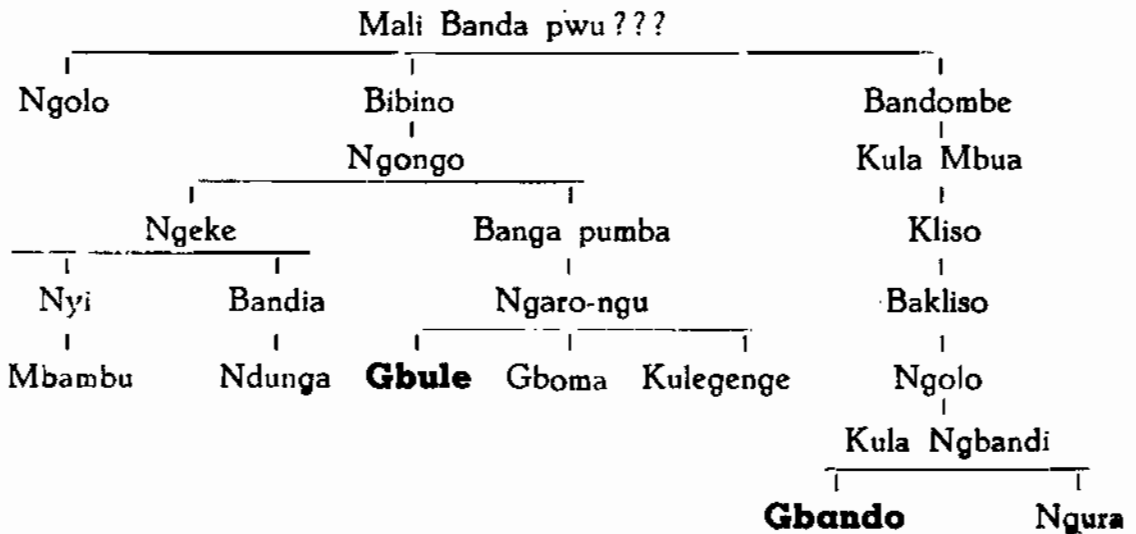 Mali Banda pwu ???
Ngolo Bibino Bandombe
Ngongo Kula Mbua
Ngeke Banga pumba Kliso
Nyi Bandia Ngaro-ngu Bakliso
Mbambu Ndunga Gbule Gboma Kulegenge Ngolo
Kula Ngbandi
Gbando Ngura